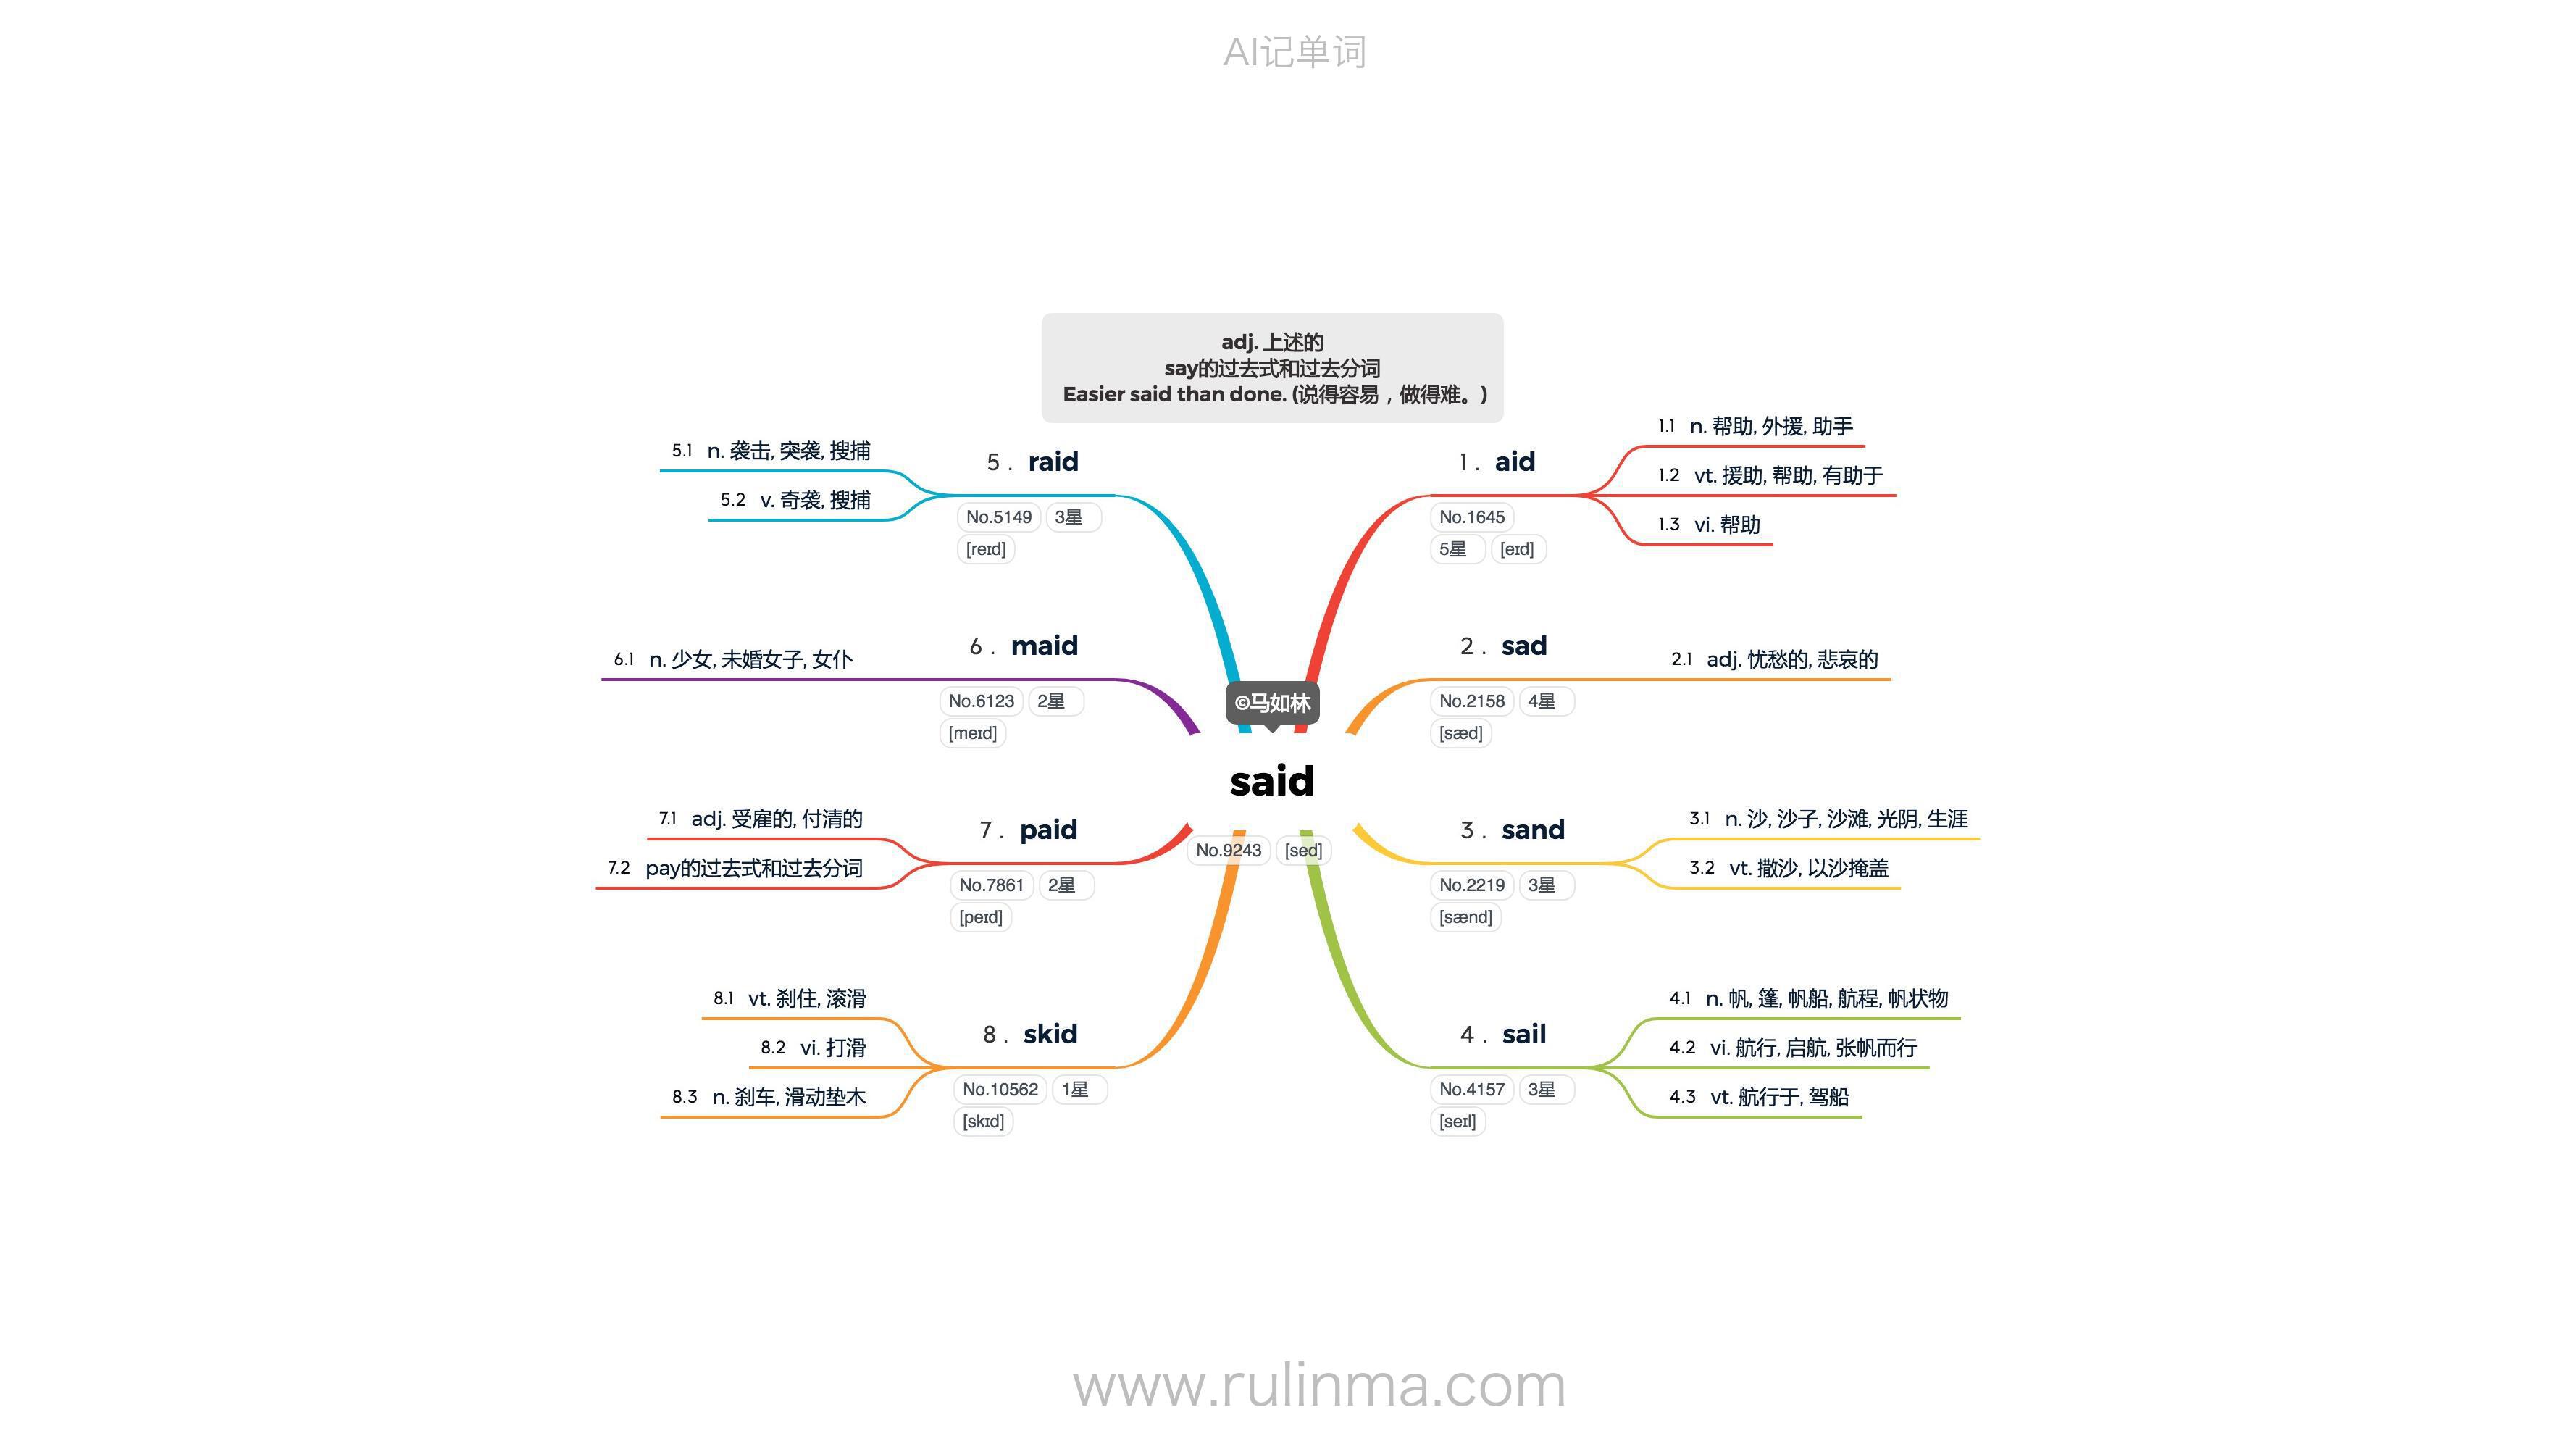 AI记单词
adj. 上述的
say的过去式和过去分词
Easier said than done. (说得容易，做得难。)
©马如林
said
No.9243 [sed]
1. aid
No.1645
5星 [eɪd]
1.1 n. 帮助, 外援, 助手
1.2 vt. 援助, 帮助, 有助于
1.3 vi. 帮助
2. sad
No.2158 4星
[sæd]
2.1 adj. 忧愁的, 悲哀的
3. sand
No.2219 3星
[sænd]
3.1 n. 沙, 沙子, 沙滩, 光阴, 生涯
3.2 vt. 撒沙, 以沙掩盖
4. sail
No.4157 3星
[seɪl]
4.1 n. 帆, 篷, 帆船, 航程, 帆状物
4.2 vi. 航行, 启航, 张帆而行
4.3 vt. 航行于, 驾船
5. raid
No.5149 3星
[reɪd]
5.1 n. 袭击, 突袭, 搜捕
5.2 v. 奇袭, 搜捕
6. maid
No.6123 2星
[meɪd]
6.1 n. 少女, 未婚女子, 女仆
7. paid
No.7861 2星
[peɪd]
7.1 adj. 受雇的, 付清的
7.2 pay的过去式和过去分词
8. skid
No.10562 1星
[skɪd]
8.1 vt. 刹住, 滚滑
8.2 vi. 打滑
8.3 n. 刹车, 滑动垫木
www.rulinma.com